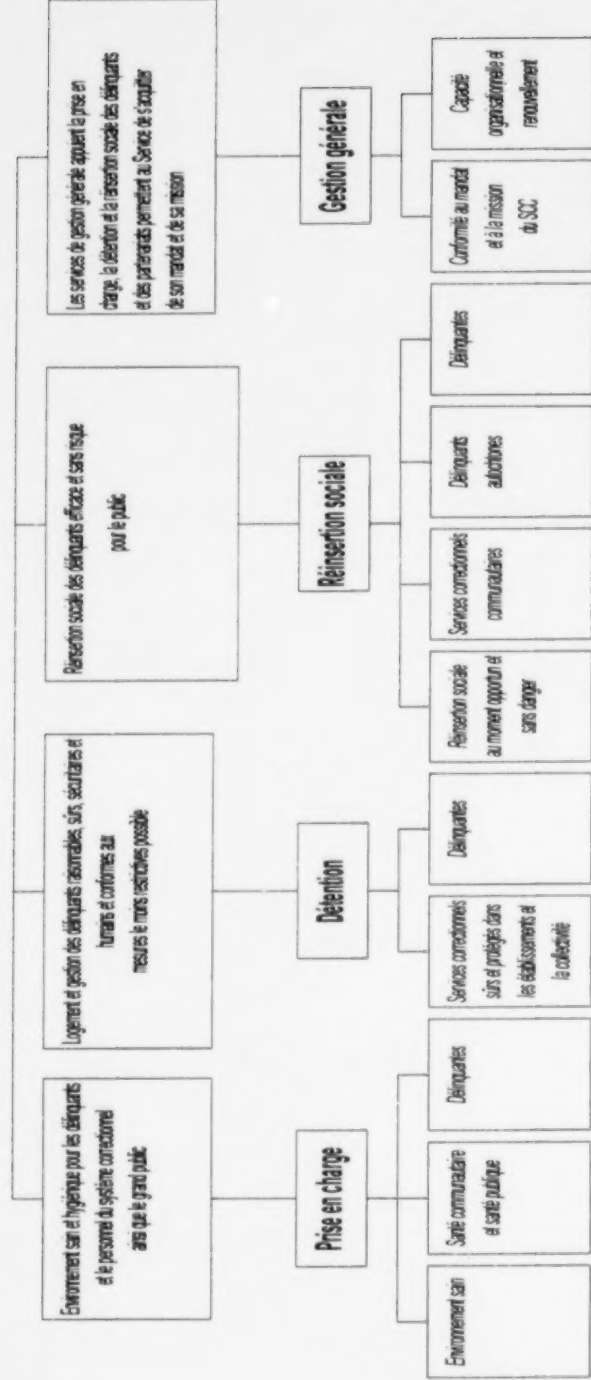 Environnement sain et hygiénique pour les délinquants
et le personnel du système correctionnel
ainsi que le grand public
Logement et gestion des délinquants raisonnables, sûrs, sécuritaires et
humains et conformes aux
mesures le moins restrictives possible
Réinsertion sociale des délinquants efficace et sans risque
pour le public
Les services de gestion générale appuient la prise en
charge, la détention et la réinsertion sociale des délinquants
et des partenariats permettent au Service de s'acquitter
de son mandat et de sa mission
Prise en charge
Détention
Réinsertion sociale
Gestion générale
Environnement sain
Santé communautaire
et santé publique
Délinquantes
Services correctionnels
sûrs et protégés dans
les établissements et
la collectivité
Délinquantes
Réinsertion sociale
au moment opportun et
sans danger
Services correctionnels
communautaires
Délinquants
autochtones
Délinquantes
Conformité au mandat
et à la mission
du SCC
Capacité
organisationnelle et
renouvellement